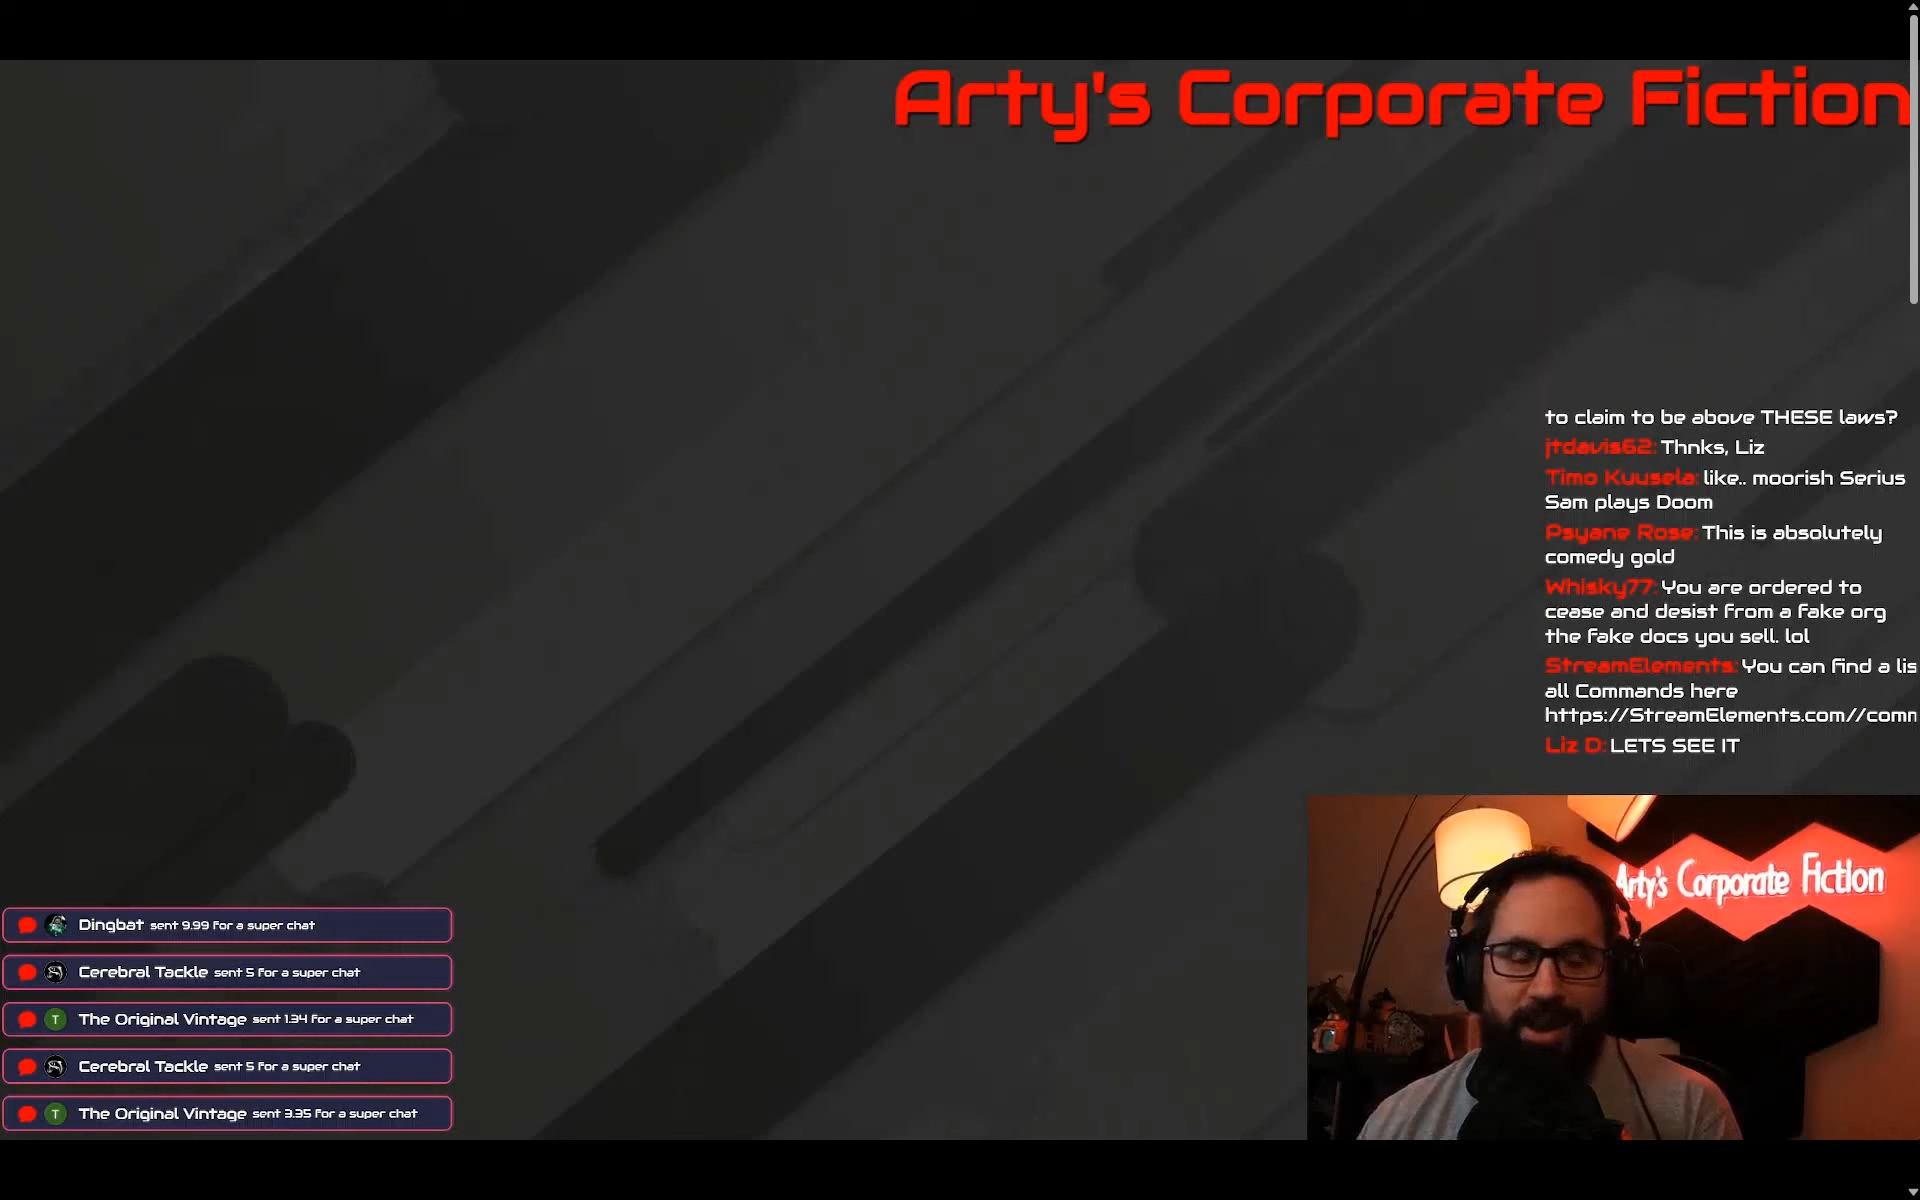 Arty's Corporate Fiction
to claim to be above THESE laws?
jtdavis62: Thnks, Liz
Timo Kuusela: like.. moorish Serius
Sam plays Doom
Psyane Rose: This is absolutely
comedy gold
Whisky77: You are ordered to
cease and desist from a fake org
the fake docs you sell. lol
StreamElements: You can find a lis
all Commands here
https://StreamElements.com//comm
Liz D: LETS SEE IT
Arty's Corporate Fiction
Dingbat sent 9.99 for a super chat
Cerebral Tackle sent 5 for a super chat
T The Original Vintage sent 1.34 for a super chat
Cerebral Tackle sent 5 for a super chat
T The Original Vintage sent 3.35 for a super chat